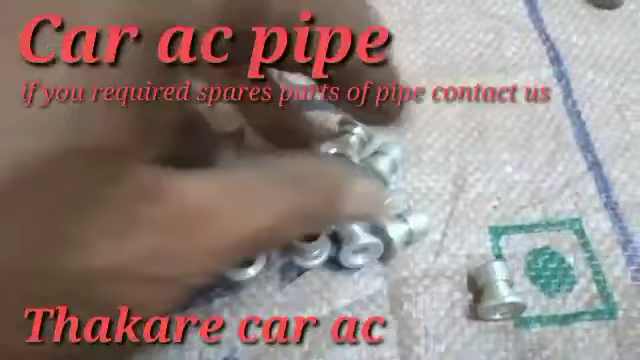 Car ac pipe
if you required spares parts of pipe contact us
Thakare car ac